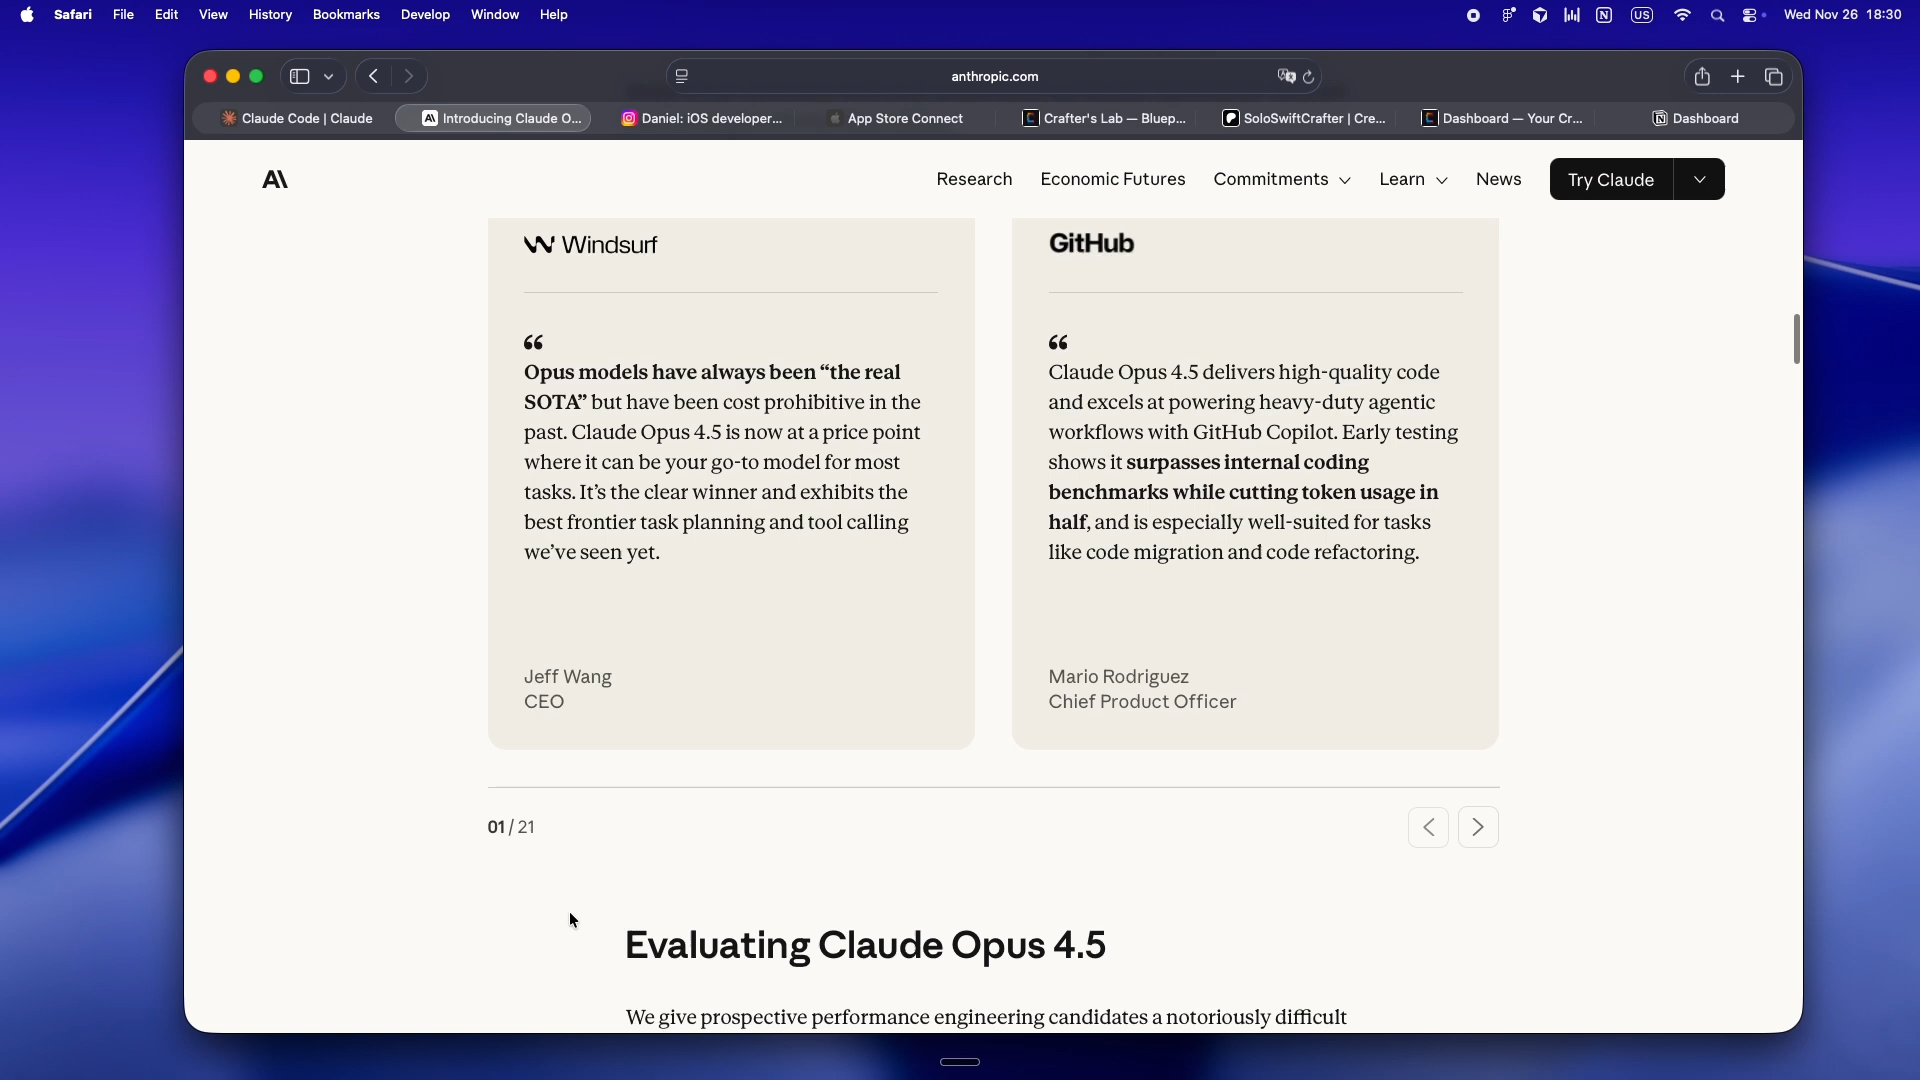 Safari File Edit View History Bookmarks Develop Window Help
US Wed Nov 26 18:30
anthropic.com
Claude Code | Claude
Introducing Claude O...
Daniel: iOS developer...
App Store Connect
Crafter's Lab — Bluep...
SoloSwiftCrafter | Cre...
Dashboard — Your Cr...
Dashboard
Research Economic Futures Commitments Learn News Try Claude
Windsurf
“
Opus models have always been “the real
SOTA” but have been cost prohibitive in the
past. Claude Opus 4.5 is now at a price point
where it can be your go-to model for most
tasks. It’s the clear winner and exhibits the
best frontier task planning and tool calling
we’ve seen yet.
Jeff Wang
CEO
GitHub
“
Claude Opus 4.5 delivers high-quality code
and excels at powering heavy-duty agentic
workflows with GitHub Copilot. Early testing
shows it surpasses internal coding
benchmarks while cutting token usage in
half, and is especially well-suited for tasks
like code migration and code refactoring.
Mario Rodriguez
Chief Product Officer
01 / 21
Evaluating Claude Opus 4.5
We give prospective performance engineering candidates a notoriously difficult